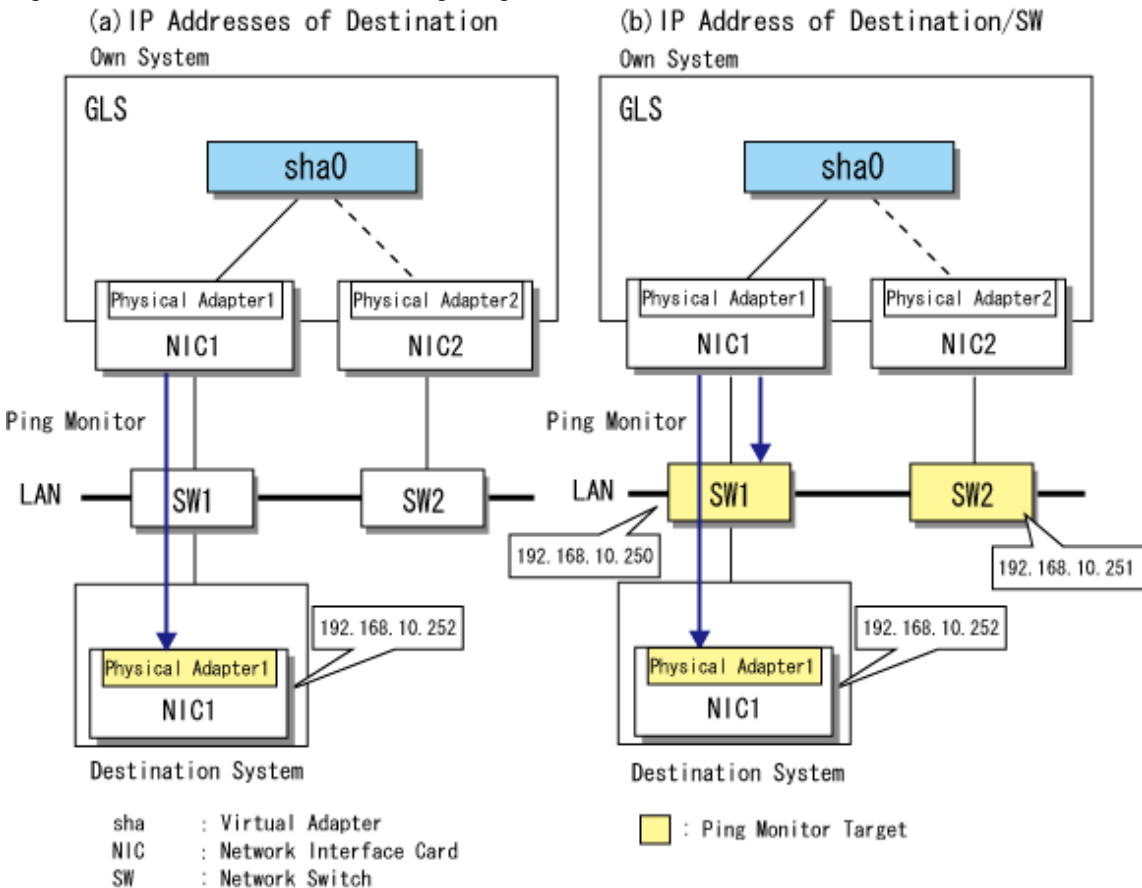 (a) IP Addresses of Destination
Own System
GLS
sha0
Physical Adapter1
Physical Adapter2
NIC1
NIC2
Ping Monitor
LAN
SW1
SW2
192.168.10.252
Physical Adapter1
NIC1
Destination System
(b) IP Address of Destination/SW
Own System
GLS
sha0
Physical Adapter1
Physical Adapter2
NIC1
NIC2
Ping Monitor
LAN
SW1
SW2
192.168.10.250
192.168.10.251
192.168.10.252
Physical Adapter1
NIC1
Destination System
sha : Virtual Adapter
NIC : Network Interface Card
SW : Network Switch
: Ping Monitor Target